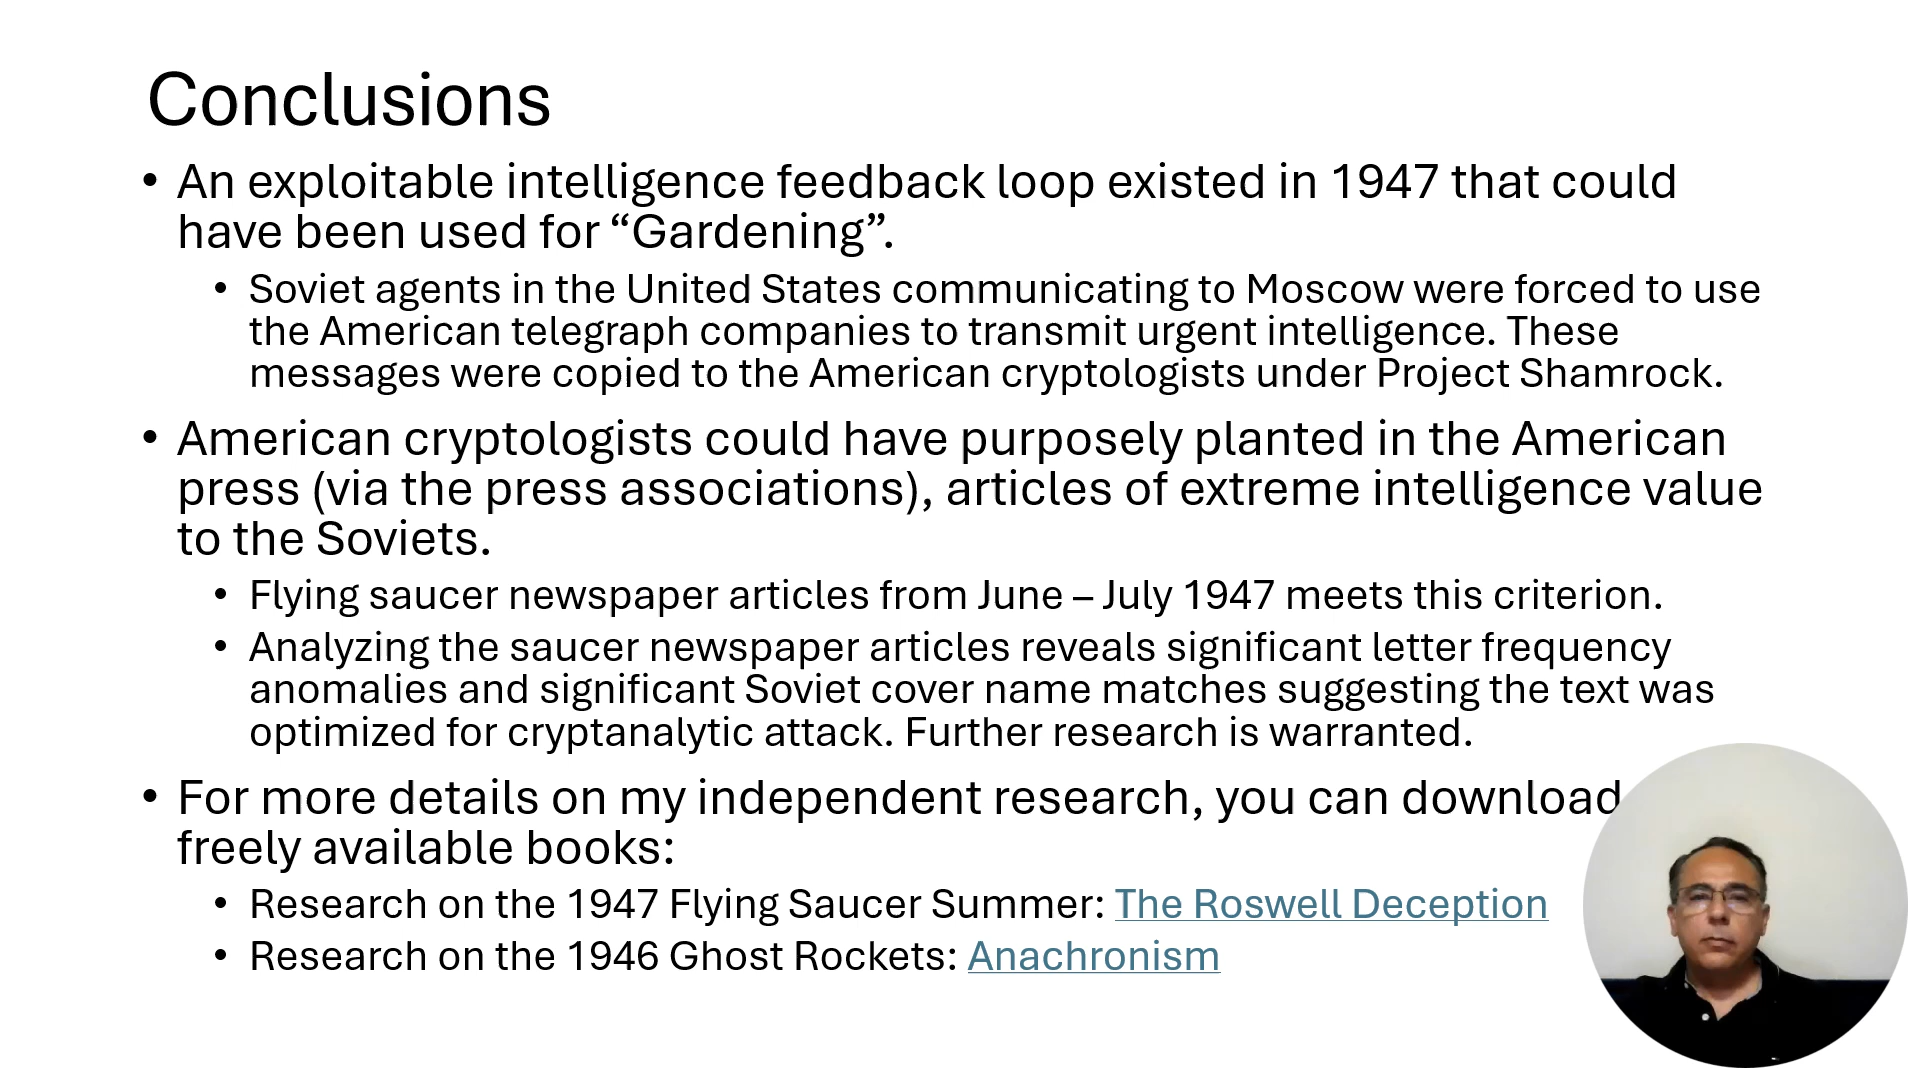 Conclusions
• An exploitable intelligence feedback loop existed in 1947 that could
have been used for “Gardening”.
• Soviet agents in the United States communicating to Moscow were forced to use
the American telegraph companies to transmit urgent intelligence. These
messages were copied to the American cryptologists under Project Shamrock.
• American cryptologists could have purposely planted in the American
press (via the press associations), articles of extreme intelligence value
to the Soviets.
• Flying saucer newspaper articles from June – July 1947 meets this criterion.
• Analyzing the saucer newspaper articles reveals significant letter frequency
anomalies and significant Soviet cover name matches suggesting the text was
optimized for cryptanalytic attack. Further research is warranted.
• For more details on my independent research, you can download
freely available books:
• Research on the 1947 Flying Saucer Summer: The Roswell Deception
• Research on the 1946 Ghost Rockets: Anachronism